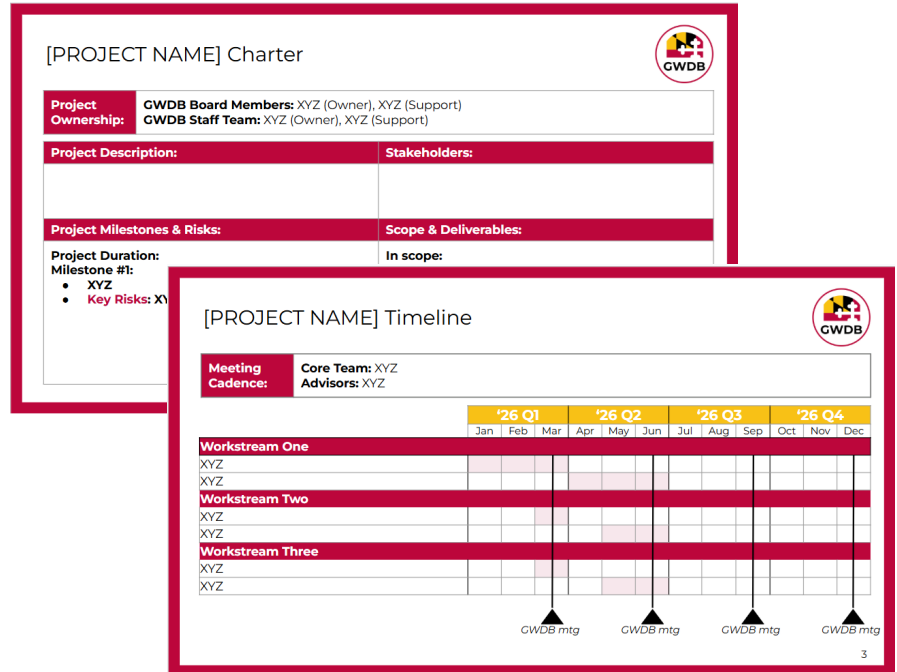 [PROJECT NAME] Charter
GWDB
Project Ownership:
GWDB Board Members: XYZ (Owner), XYZ (Support)
GWDB Staff Team: XYZ (Owner), XYZ (Support)
Project Description:
Stakeholders:
Project Milestones & Risks:
Scope & Deliverables:
Project Duration:
Milestone #1:
● XYZ
● Key Risks: XY
In scope:
[PROJECT NAME] Timeline
GWDB
Meeting Cadence:
Core Team: XYZ
Advisors: XYZ
‘26 Q1 ‘26 Q2 ‘26 Q3 ‘26 Q4
Jan Feb Mar Apr May Jun Jul Aug Sep Oct Nov Dec
Workstream One
XYZ
XYZ
Workstream Two
XYZ
XYZ
Workstream Three
XYZ
XYZ
GWDB mtg GWDB mtg GWDB mtg GWDB mtg
3